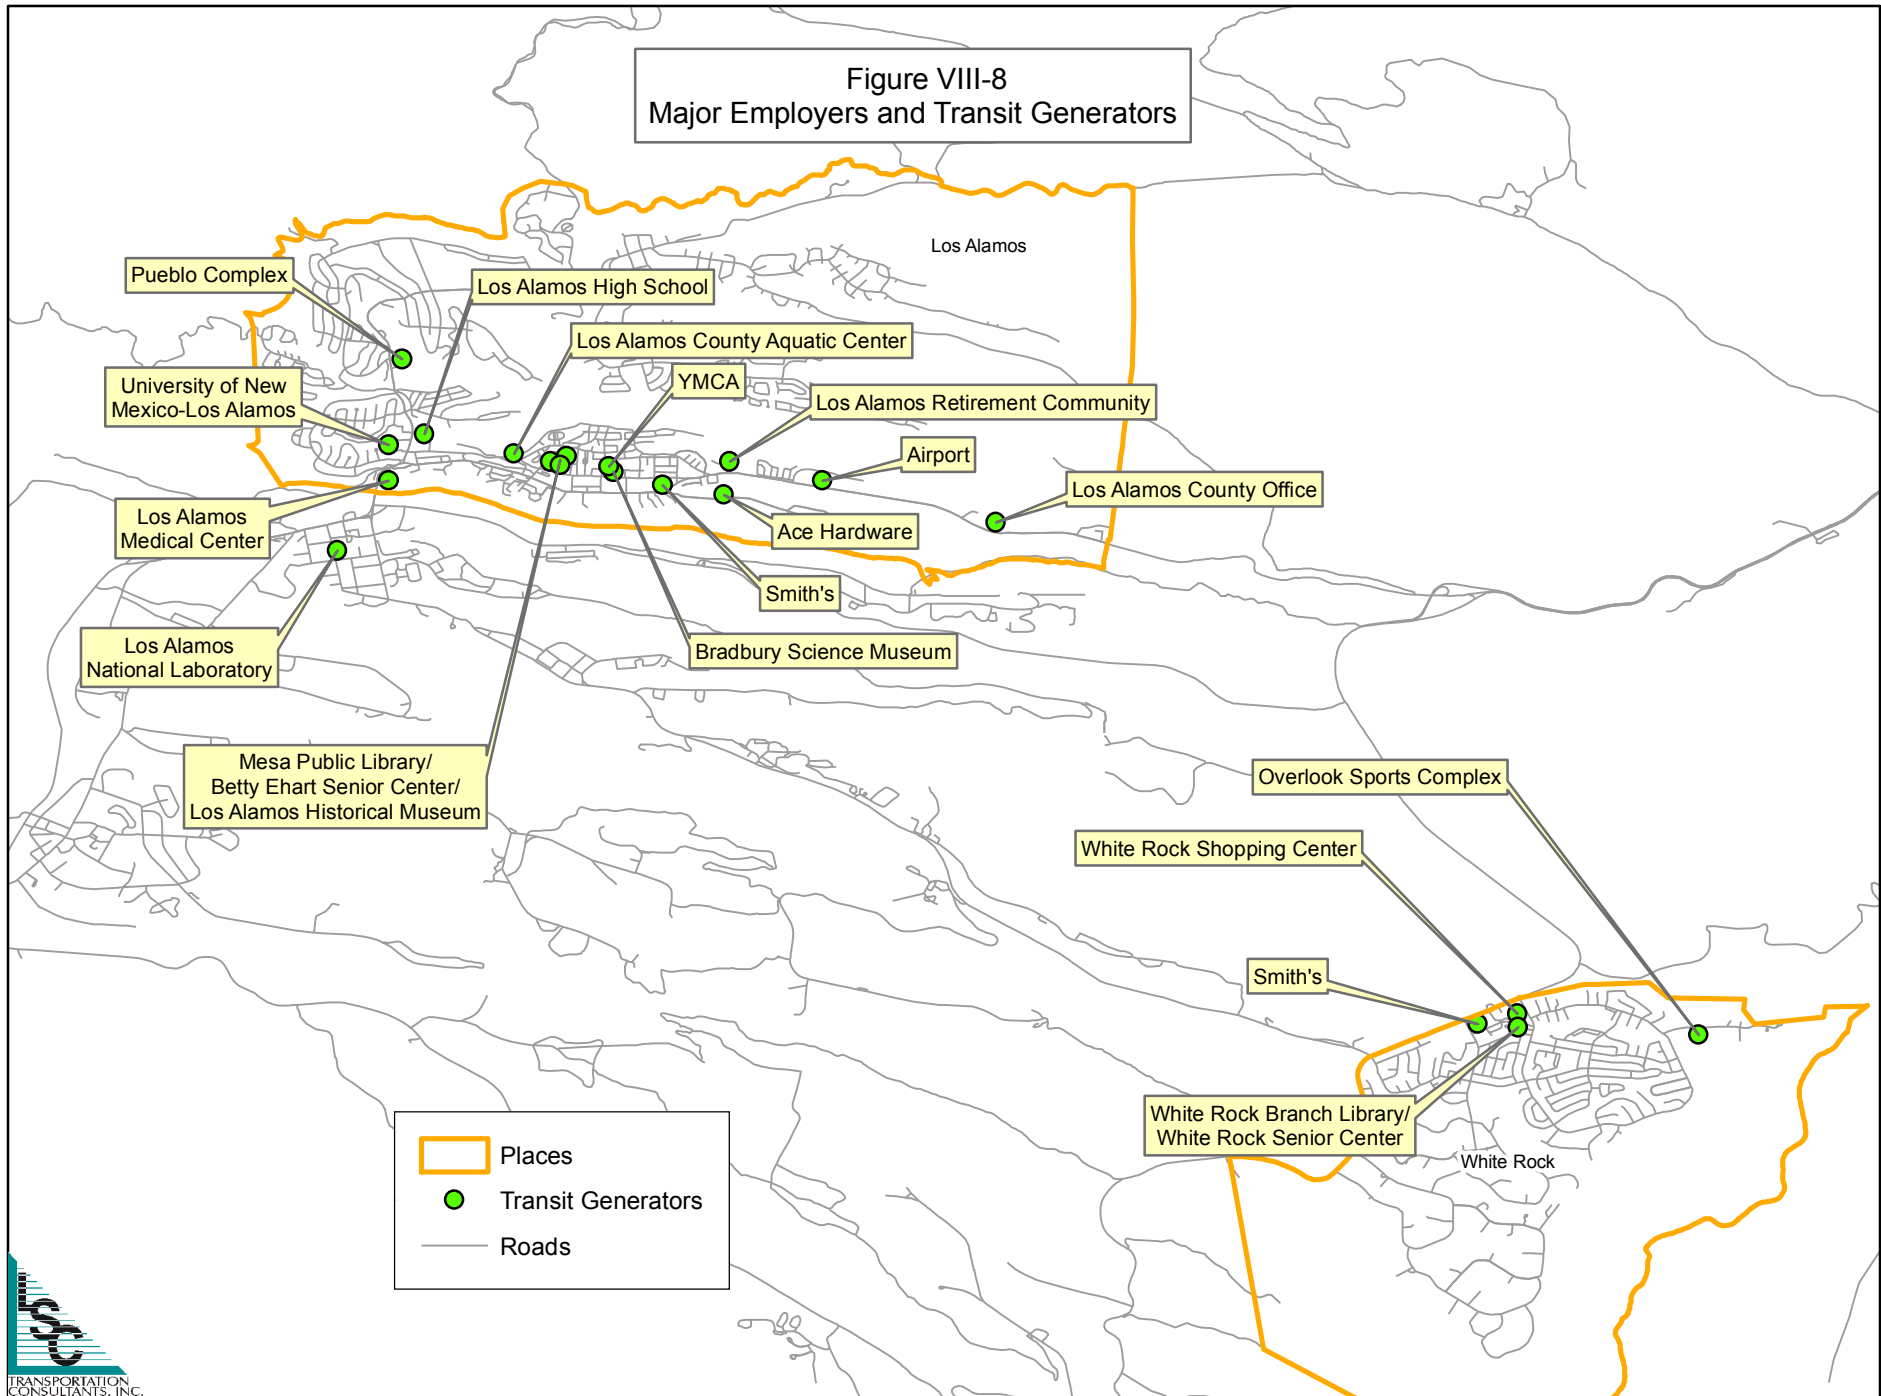 Figure VIII-8
Major Employers and Transit Generators
Los Alamos
Pueblo Complex
Los Alamos High School
Los Alamos County Aquatic Center
University of New
Mexico-Los Alamos
YMCA
Los Alamos Retirement Community
Airport
Los Alamos County Office
Los Alamos
Medical Center
Ace Hardware
Smith's
Los Alamos
National Laboratory
Bradbury Science Museum
Mesa Public Library/
Betty Ehart Senior Center/
Los Alamos Historical Museum
Overlook Sports Complex
White Rock Shopping Center
Smith's
White Rock Branch Library/
White Rock Senior Center
White Rock
Places
Transit Generators
Roads
LSC
TRANSPORTATION
CONSULTANTS, INC.